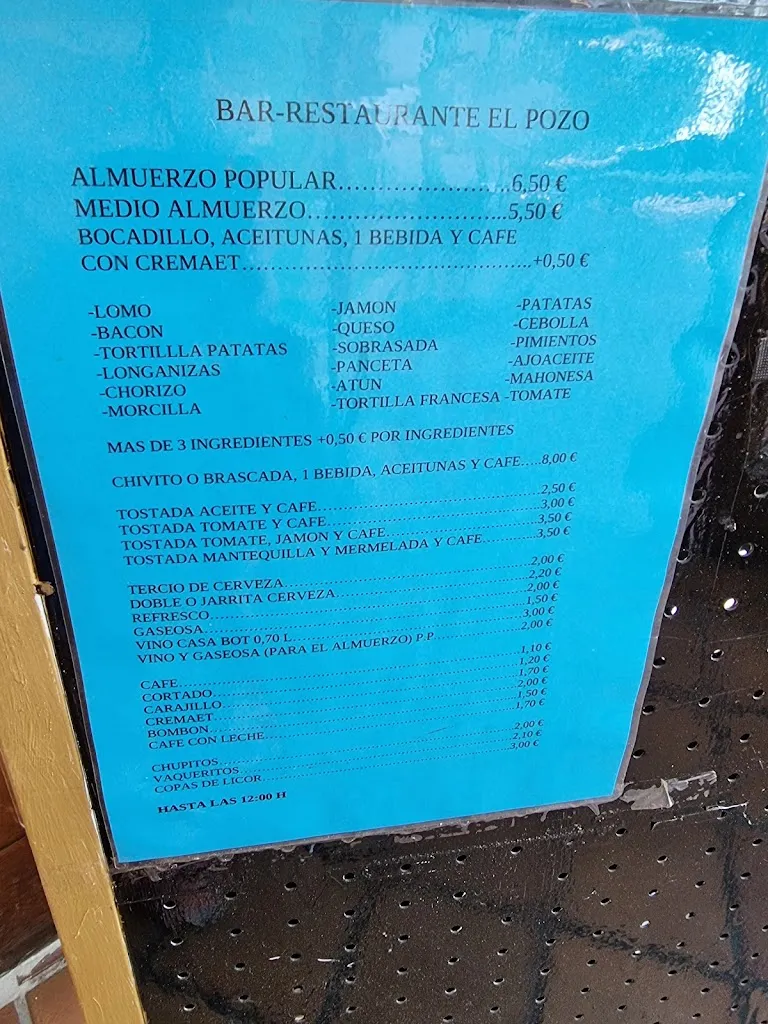 BAR-RESTAURANTE EL POZO
ALMUERZO POPULAR........................6,50 €
MEDIO ALMUERZO............................5,50 €
BOCADILLO, ACEITUNAS, 1 BEBIDA Y CAFE
CON CREMAET.......................................+0,50 €
-LOMO -JAMON -PATATAS
-BACON -QUESO -CEBOLLA
-TORTILLLA PATATAS -SOBRASADA -PIMIENTOS
-LONGANIZAS -PANCETA -AJOACEITE
-CHORIZO -ATUN -MAHONESA
-MORCILLA -TORTILLA FRANCESA -TOMATE
MAS DE 3 INGREDIENTES +0,50 € POR INGREDIENTES
CHIVITO O BRASCADA, 1 BEBIDA, ACEITUNAS Y CAFE.....8,00 €
TOSTADA ACEITE Y CAFE.......................................2,50 €
TOSTADA TOMATE Y CAFE.....................................3,00 €
TOSTADA TOMATE, JAMON Y CAFE...........................3,50 €
TOSTADA MANTEQUILLA Y MERMELADA Y CAFE............3,50 €
TERCIO DE CERVEZA.............................................2,00 €
DOBLE O JARRITA CERVEZA....................................2,20 €
REFRESCO..........................................................2,00 €
GASEOSA...........................................................1,50 €
VINO CASA BOT 0,70 L..........................................3,00 €
VINO Y GASEOSA (PARA EL ALMUERZO) P.P................2,00 €
CAFE.................................................................1,10 €
CORTADO...........................................................1,20 €
CARAJILLO.........................................................1,70 €
CREMAET...........................................................2,00 €
BOMBON............................................................1,50 €
CAFE CON LECHE.................................................1,70 €
CHUPITOS..........................................................2,00 €
VAQUERITOS.......................................................2,10 €
COPAS DE LICOR.................................................3,00 €
HASTA LAS 12:00 H